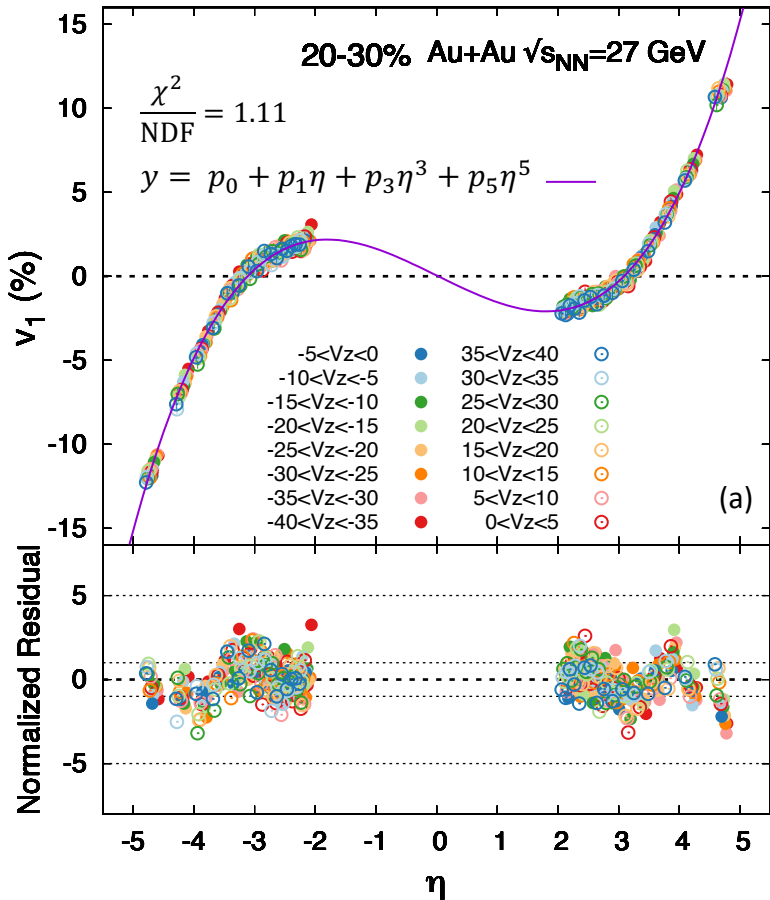 15
10
5
0
-5
-10
-15
v₁ (%)
20-30% Au+Au √sNN=27 GeV
χ²/NDF = 1.11
y = p₀ + p₁η + p₃η³ + p₅η⁵
-5<Vz<0 35<Vz<40
-10<Vz<-5 30<Vz<35
-15<Vz<-10 25<Vz<30
-20<Vz<-15 20<Vz<25
-25<Vz<-20 15<Vz<20
-30<Vz<-25 10<Vz<15
-35<Vz<-30 5<Vz<10
-40<Vz<-35 0<Vz<5
(a)
Normalized Residual
5
0
-5
-5 -4 -3 -2 -1 0 1 2 3 4 5
η